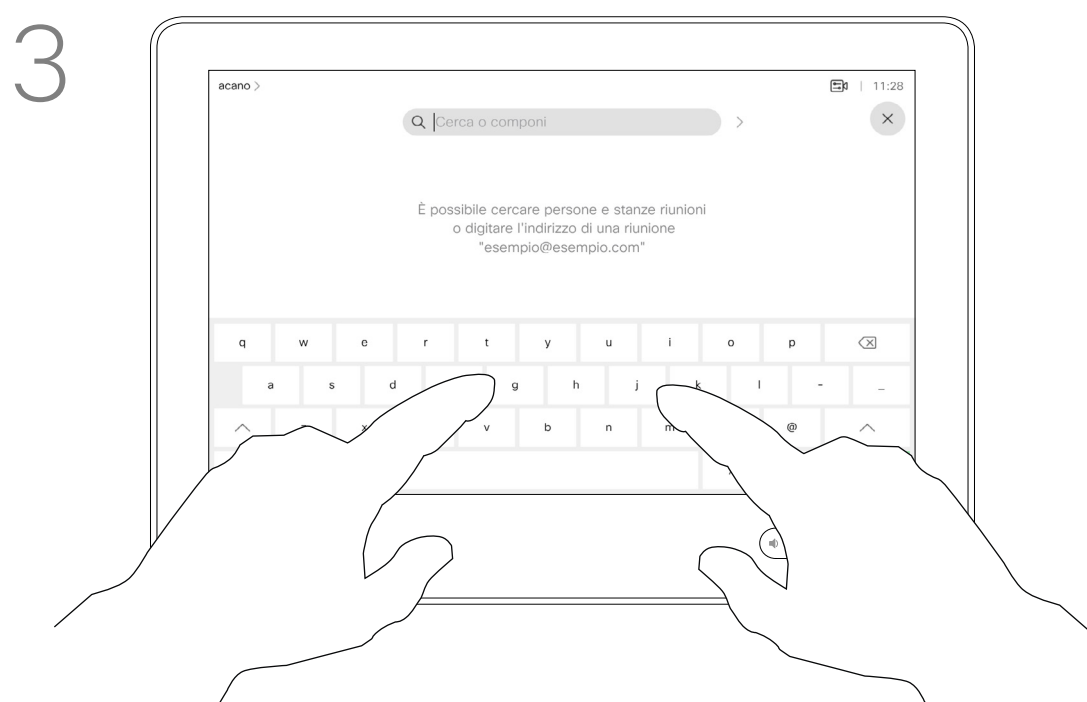 3
acano >
11:28
Cerca o componi
È possibile cercare persone e stanze riunioni
o digitare l'indirizzo di una riunione
"esempio@esempio.com"
q w e r t y u i o p
a s d g h j k l - _
x v b n m @